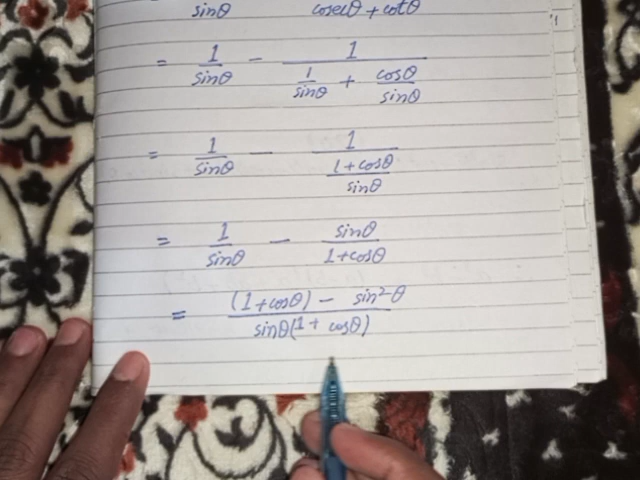 sinθ cosecθ + cotθ
= 1/sinθ - 1/(1/sinθ + cosθ/sinθ)
= 1/sinθ - 1/((1+cosθ)/sinθ)
= 1/sinθ - sinθ/(1+cosθ)
= ((1+cosθ) - sin²θ)/(sinθ(1+cosθ))